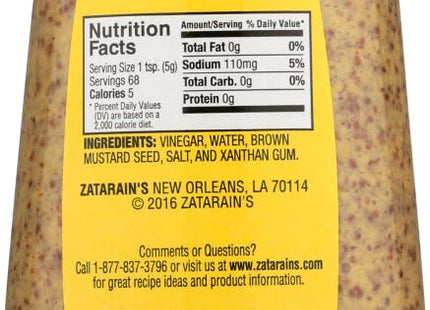 Nutrition Facts
Serving Size 1 tsp. (5g)
Servings 68
Calories 5
* Percent Daily Values
(DV) are based on a
2,000 calorie diet.
Amount/Serving % Daily Value*
Total Fat 0g 0%
Sodium 110mg 5%
Total Carb. 0g 0%
Protein 0g
INGREDIENTS: VINEGAR, WATER, BROWN
MUSTARD SEED, SALT, AND XANTHAN GUM.
ZATARAIN'S NEW ORLEANS, LA 70114
© 2016 ZATARAIN'S
Comments or Questions?
Call 1-877-837-3796 or visit us at www.zatarains.com
for great recipe ideas and product information.